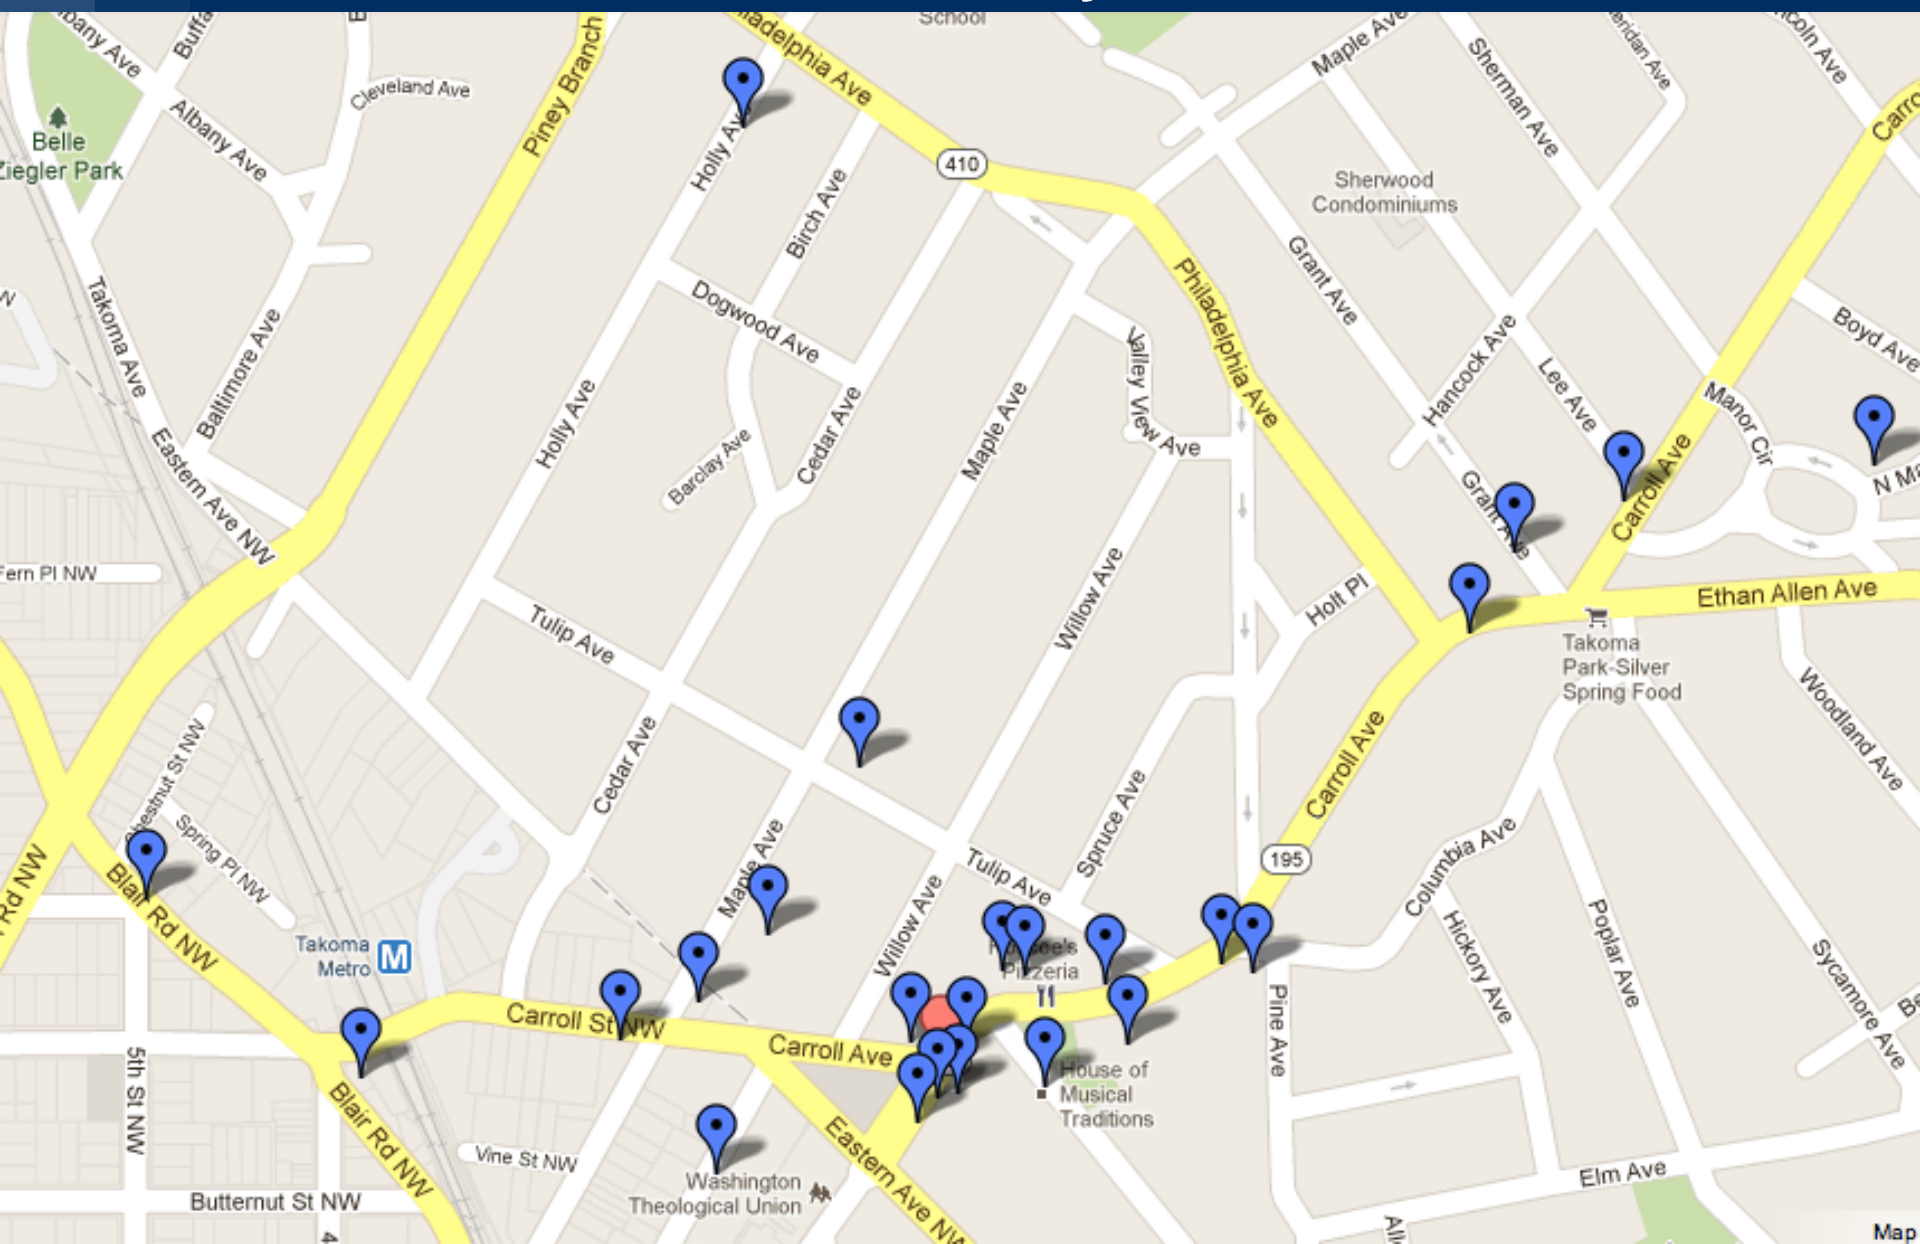 School
Albany Ave
Cleveland Ave
Piney Branch
Philadelphia Ave
Maple Ave
Sherman Ave
Belle
Ziegler Park
Albany Ave
Holly Ave
410
Birch Ave
Sherwood
Condominiums
Takoma Ave
Baltimore Ave
Dogwood Ave
Philadelphia Ave
Grant Ave
Boyd Ave
Valley View Ave
Hancock Ave
Lee Ave
Manor Cir
Holly Ave
Cedar Ave
Maple Ave
Barclay Ave
Eastern Ave NW
Grant Ave
Carroll Ave
Fern Pl NW
Tulip Ave
Willow Ave
Holt Pl
Ethan Allen Ave
Takoma
Park-Silver
Spring Food
Woodland Ave
Cedar Ave
Carroll Ave
Chestnut St NW
Spring Pl NW
Maple Ave
Tulip Ave
Spruce Ave
195
Columbia Ave
Blair Rd NW
Rd NW
Takoma
Metro
M
Willow Ave
Pizzeria
Hickory Ave
Poplar Ave
Sycamore Ave
Carroll St NW
Carroll Ave
Pine Ave
5th St NW
Blair Rd NW
House of
Musical
Traditions
Eastern Ave NW
Vine St NW
Washington
Theological Union
Elm Ave
Butternut St NW
4
Map